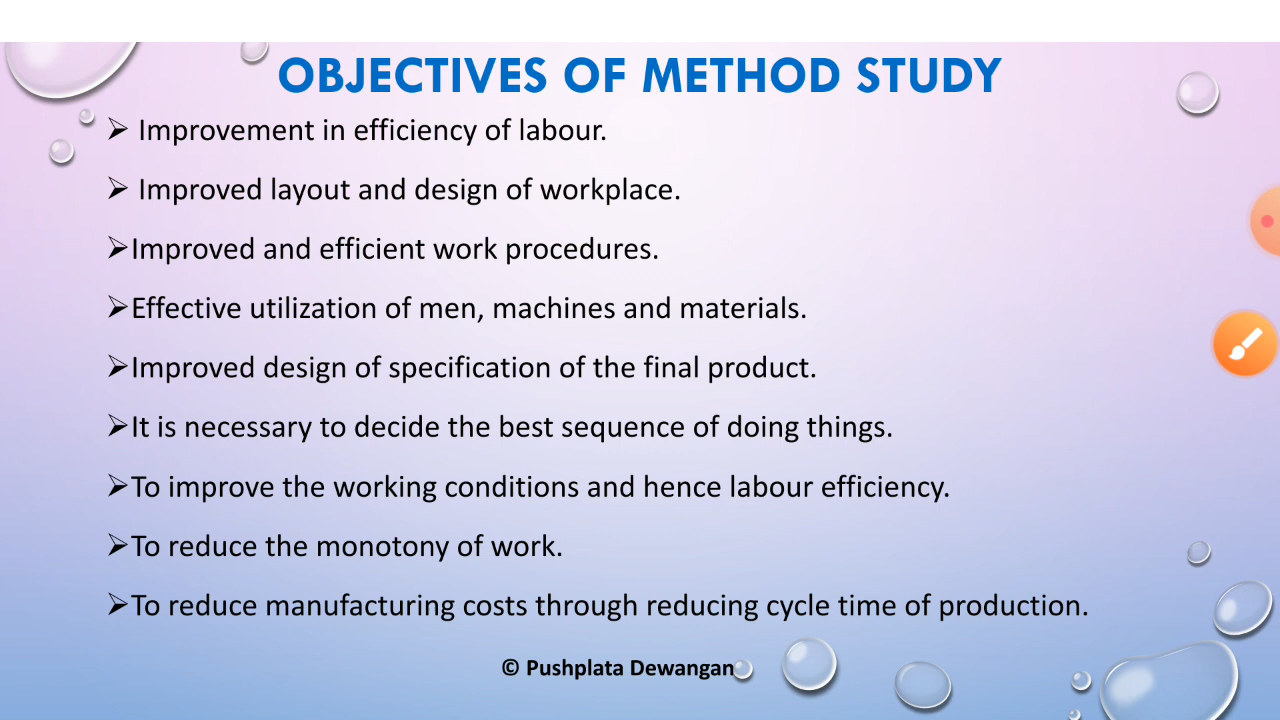 OBJECTIVES OF METHOD STUDY
➢ Improvement in efficiency of labour.
➢ Improved layout and design of workplace.
➢Improved and efficient work procedures.
➢Effective utilization of men, machines and materials.
➢Improved design of specification of the final product.
➢It is necessary to decide the best sequence of doing things.
➢To improve the working conditions and hence labour efficiency.
➢To reduce the monotony of work.
➢To reduce manufacturing costs through reducing cycle time of production.
© Pushplata Dewangan